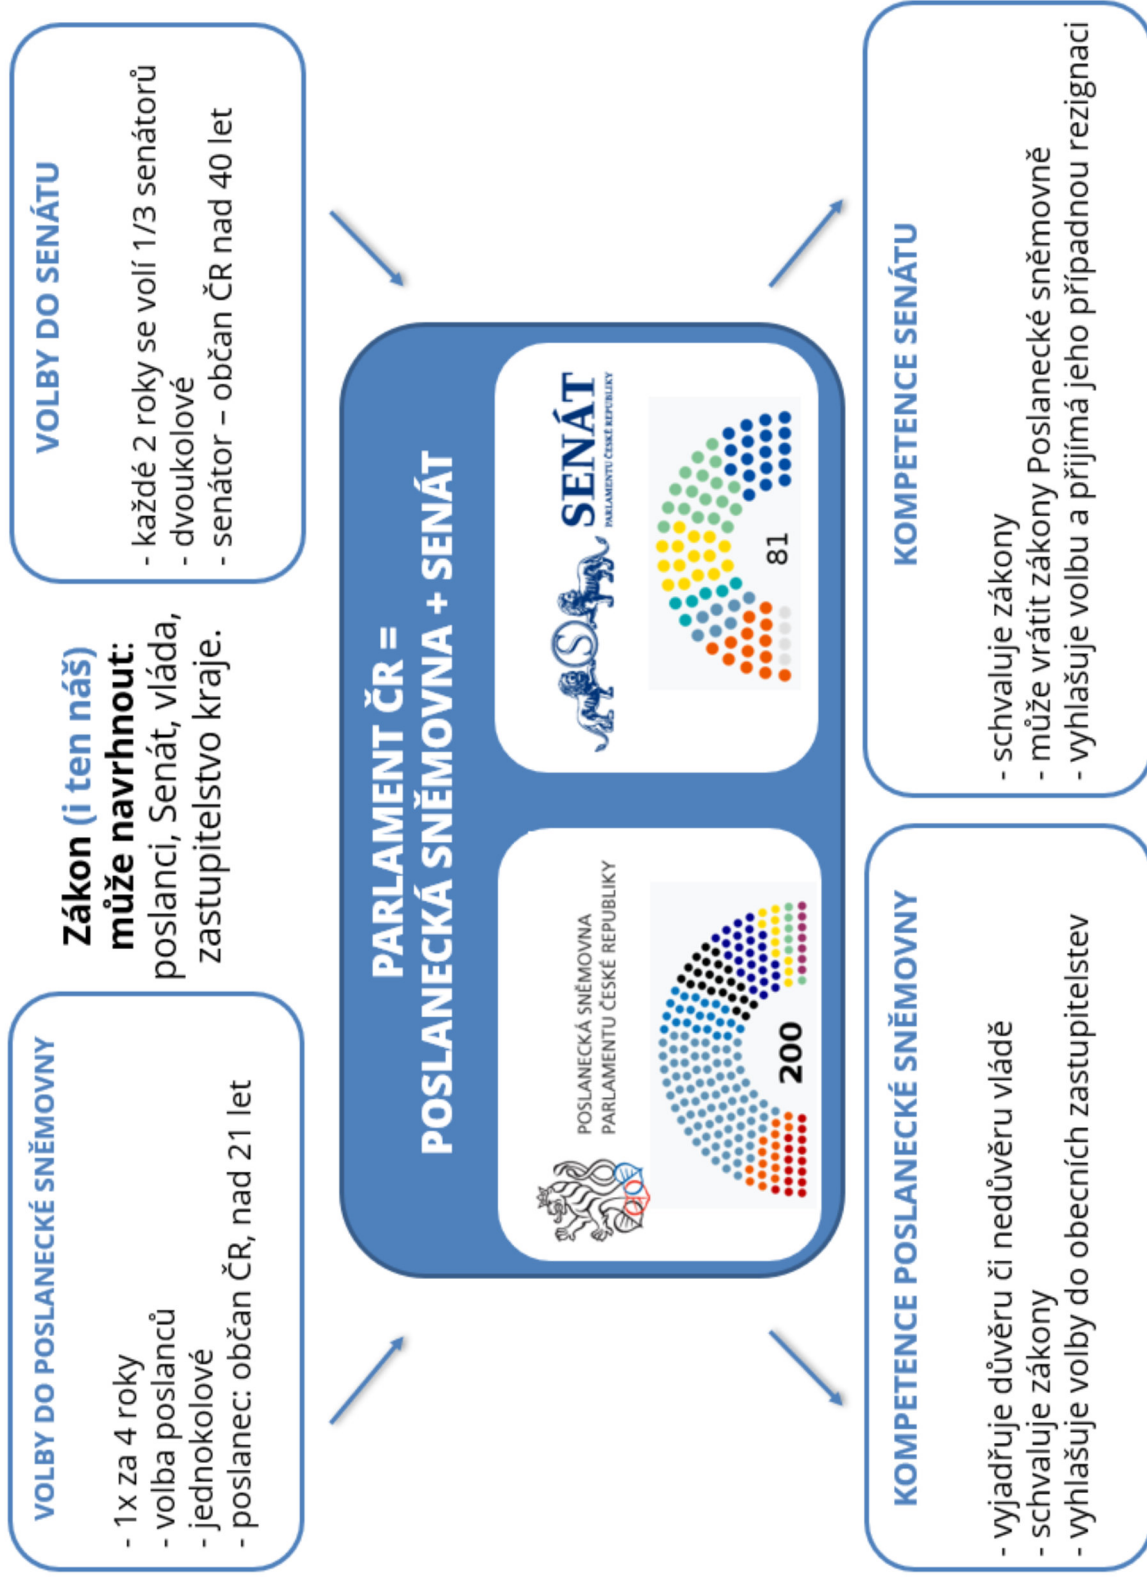 VOLBY DO POSLANECKÉ SNĚMOVNY
- 1x za 4 roky
- volba poslanců
- jednokolové
- poslanec: občan ČR, nad 21 let
Zákon (i ten náš)
může navrhnout:
poslanci, Senát, vláda,
zastupitelstvo kraje.
VOLBY DO SENÁTU
- každé 2 roky se volí 1/3 senátorů
- dvoukolové
- senátor – občan ČR nad 40 let
PARLAMENT ČR =
POSLANECKÁ SNĚMOVNA + SENÁT
POSLANECKÁ SNĚMOVNA
PARLAMENTU ČESKÉ REPUBLIKY
200
S
SENÁT
PARLAMENTU ČESKÉ REPUBLIKY
81
KOMPETENCE POSLANECKÉ SNĚMOVNY
- vyjadřuje důvěru či nedůvěru vládě
- schvaluje zákony
- vyhlašuje volby do obecních zastupitelstev
KOMPETENCE SENÁTU
- schvaluje zákony
- může vrátit zákony Poslanecké sněmovně
- vyhlašuje volbu a přijímá jeho případnou rezignaci